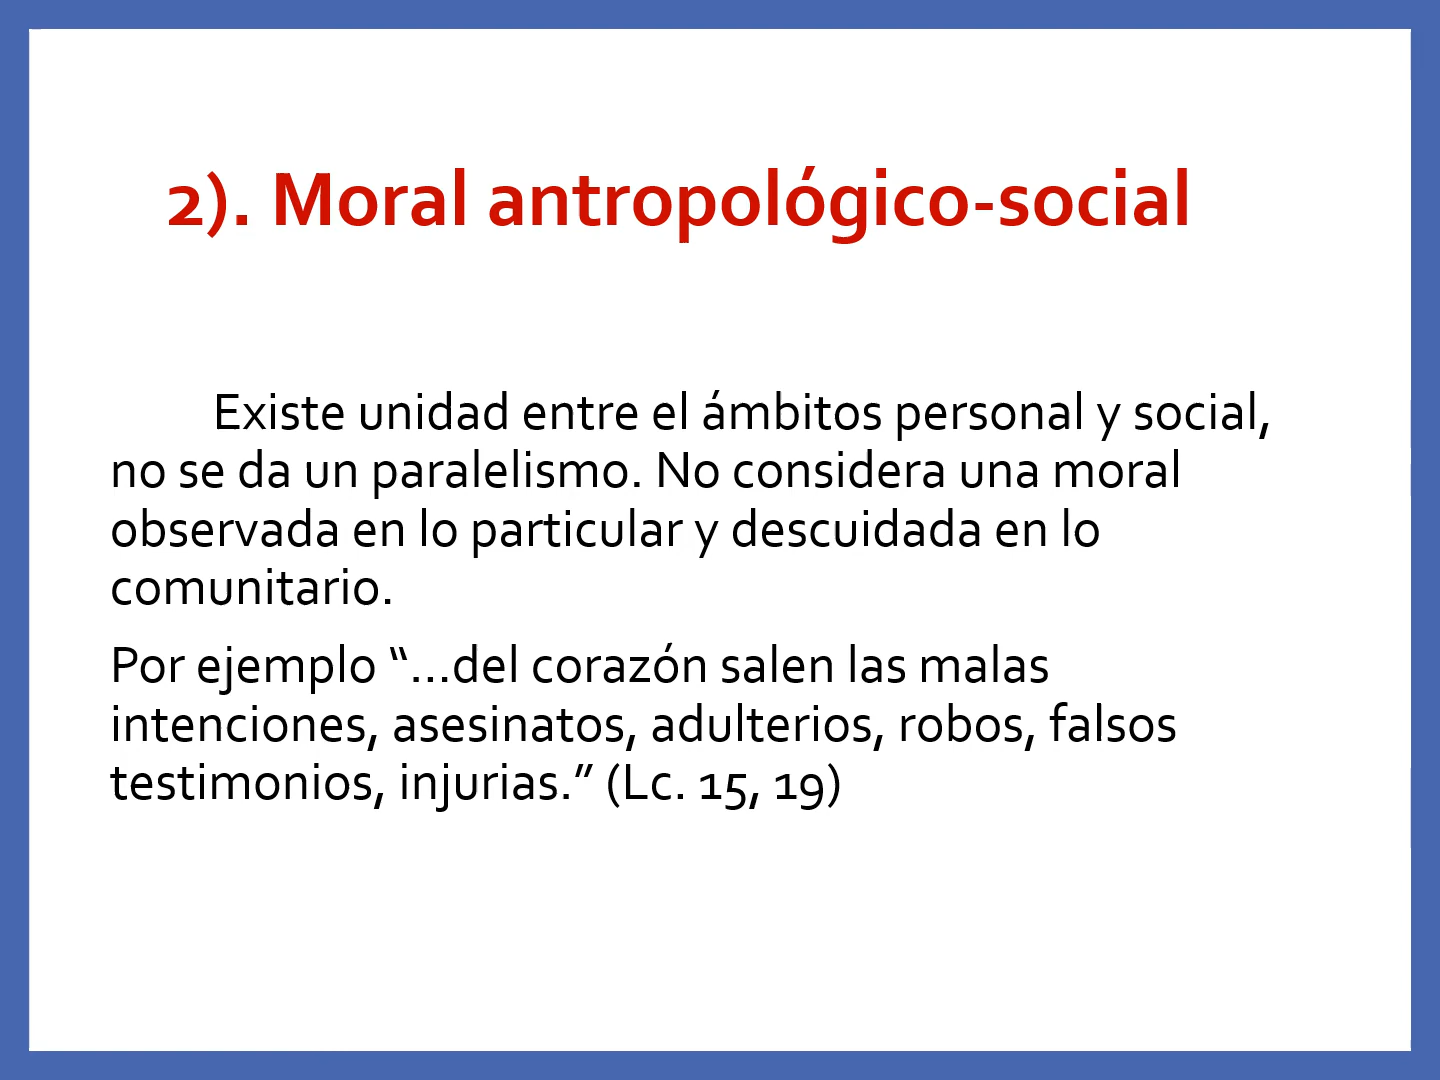 2). Moral antropológico-social
Existe unidad entre el ámbitos personal y social,
no se da un paralelismo. No considera una moral
observada en lo particular y descuidada en lo
comunitario.
Por ejemplo “…del corazón salen las malas
intenciones, asesinatos, adulterios, robos, falsos
testimonios, injurias.” (Lc. 15, 19)